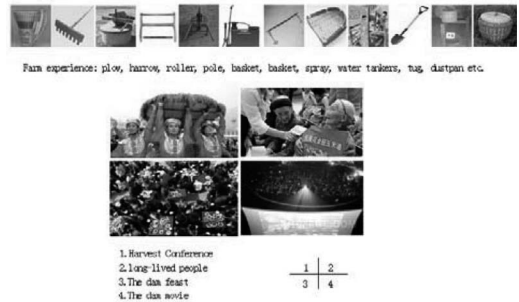 Farm experience: plow, harrow, roller, pole, basket, basket, spray, water tankers, tug, dustpan etc.
1.Harvest Conference
2.long-lived people
3.The dam feast
4.The dam movie
1 2
3 4